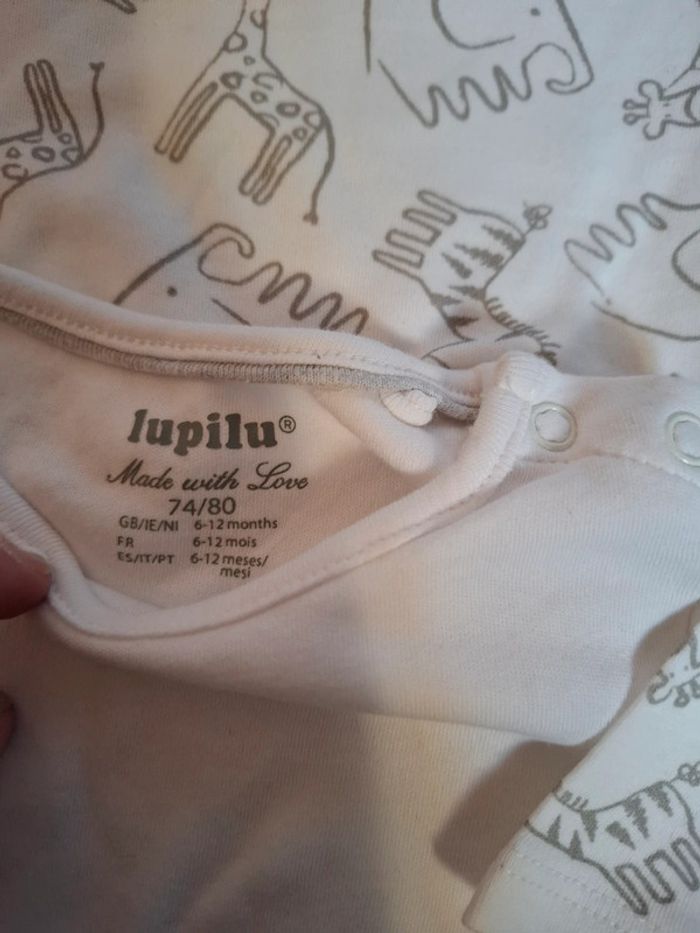 lupilu®
Made with Love
74/80
GB/IE/NI 6-12 months
FR 6-12 mois
ES/IT/PT 6-12 meses/
mesi